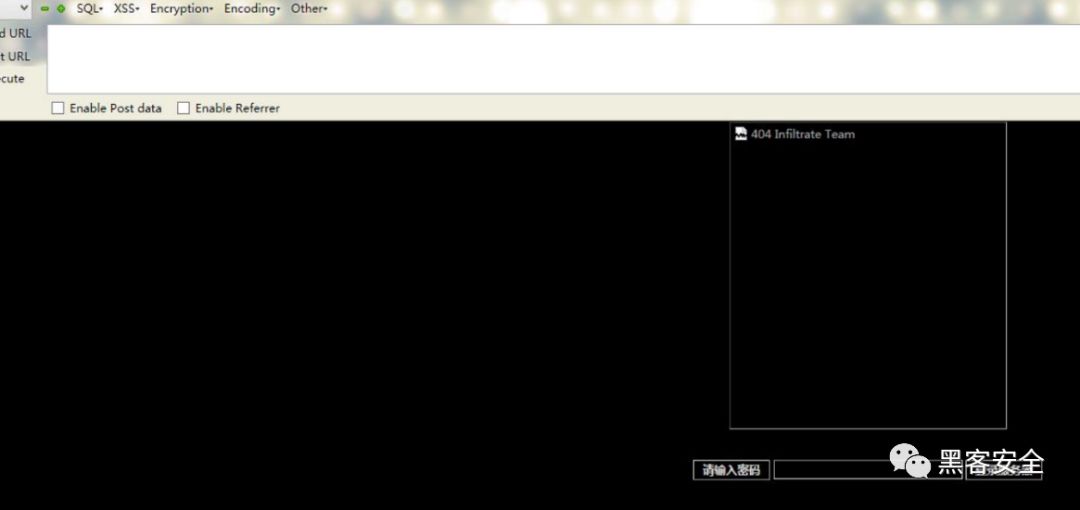 SQL XSS Encryption Encoding Other
d URL
t URL
cute
Enable Post data Enable Referrer
404 Infiltrate Team
请输入密码
黑客安全